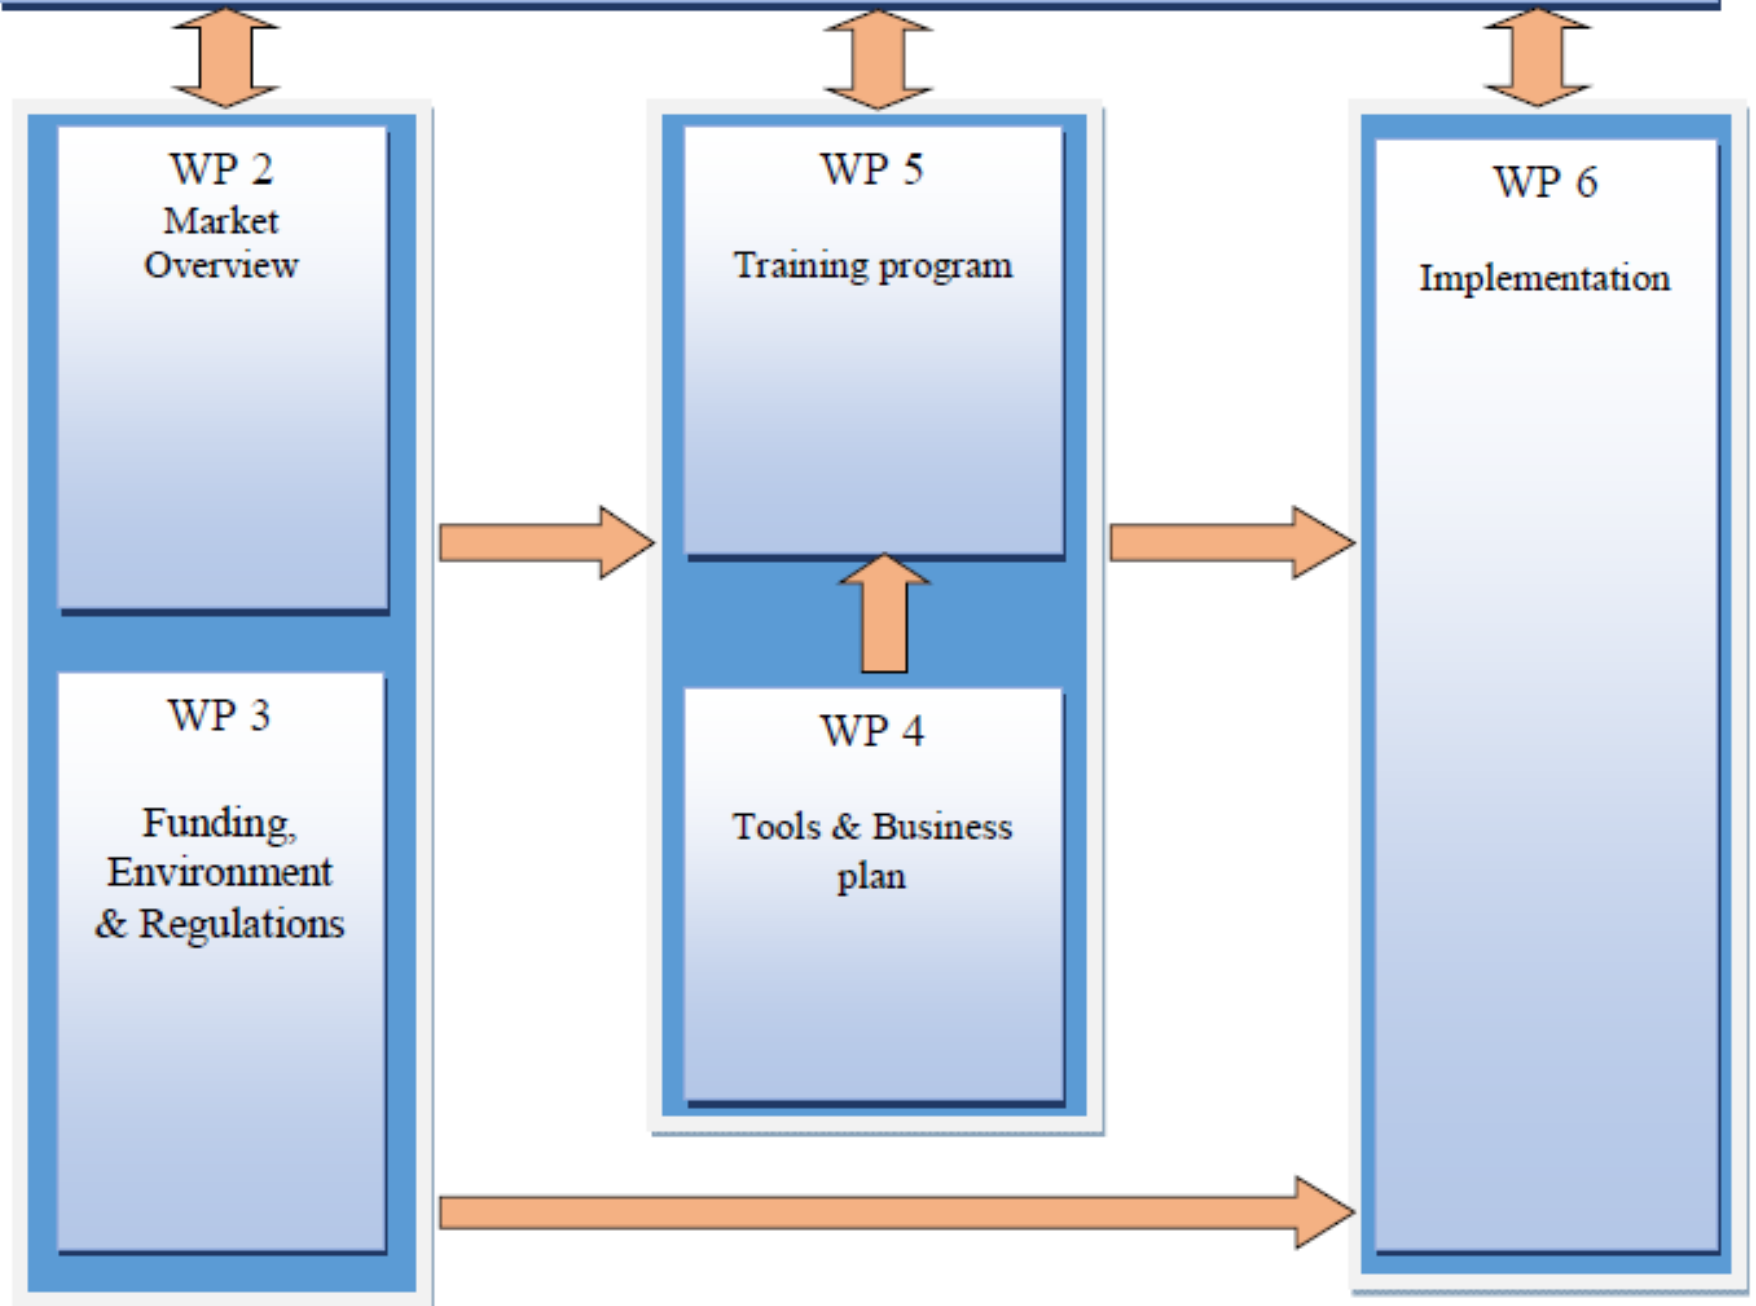 WP 2
Market
Overview
WP 3
Funding,
Environment
& Regulations
WP 5
Training program
WP 4
Tools & Business
plan
WP 6
Implementation